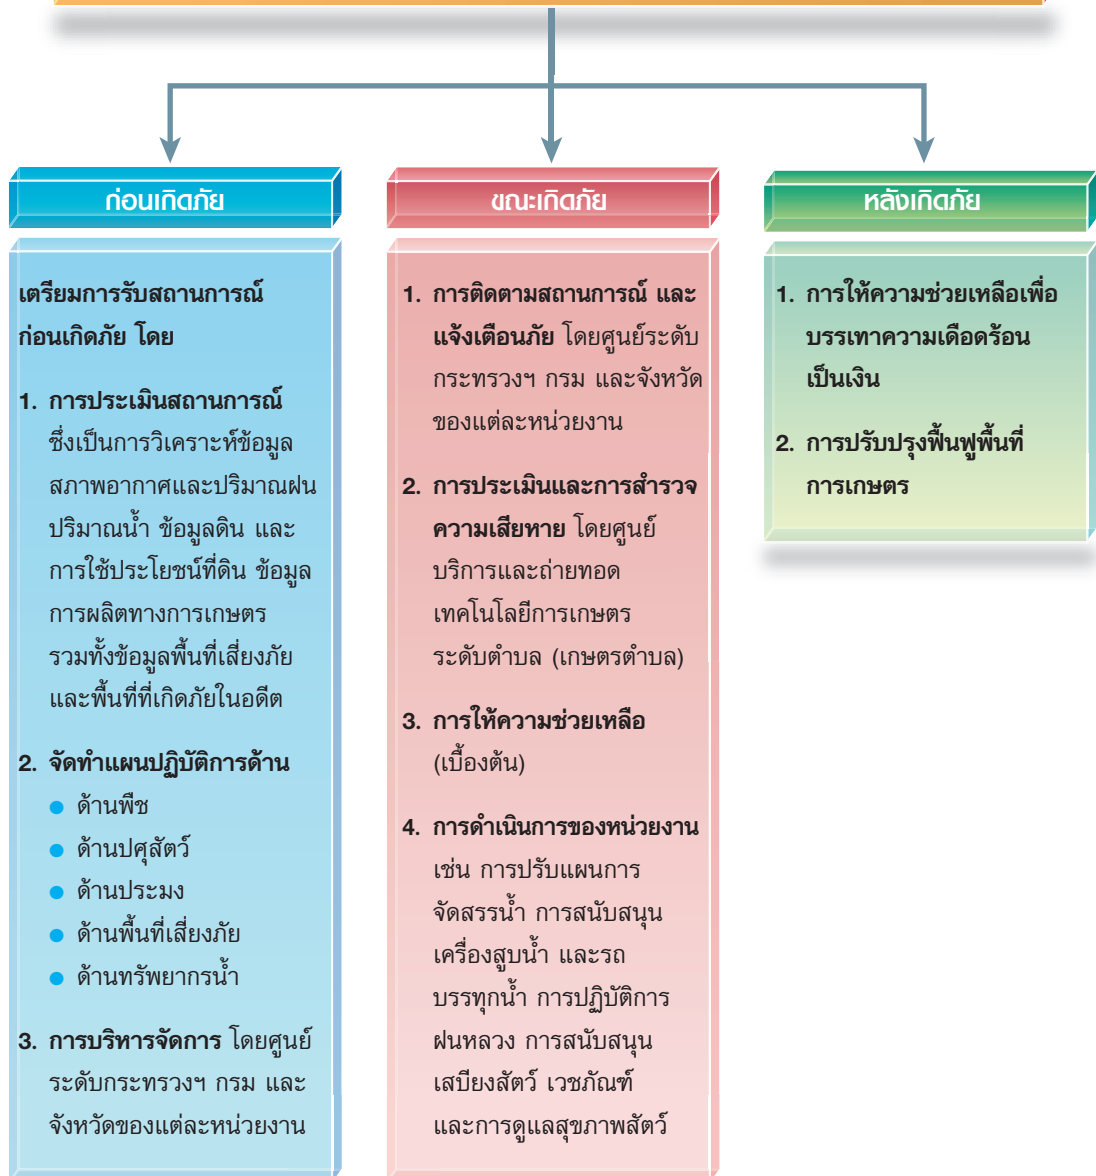 ก่อนเกิดภัย
เตรียมการรับสถานการณ์
ก่อนเกิดภัย โดย
1. การประเมินสถานการณ์
ซึ่งเป็นการวิเคราะห์ข้อมูล
สภาพอากาศและปริมาณฝน
ปริมาณน้ำ ข้อมูลดิน และ
การใช้ประโยชน์ที่ดิน ข้อมูล
การผลิตทางการเกษตร
รวมทั้งข้อมูลพื้นที่เสี่ยงภัย
และพื้นที่ที่เกิดภัยในอดีต
2. จัดทำแผนปฏิบัติการด้าน
● ด้านพืช
● ด้านปศุสัตว์
● ด้านประมง
● ด้านพื้นที่เสี่ยงภัย
● ด้านทรัพยากรน้ำ
3. การบริหารจัดการ โดยศูนย์
ระดับกระทรวงฯ กรม และ
จังหวัดของแต่ละหน่วยงาน
ขณะเกิดภัย
1. การติดตามสถานการณ์ และ
แจ้งเตือนภัย โดยศูนย์ระดับ
กระทรวงฯ กรม และจังหวัด
ของแต่ละหน่วยงาน
2. การประเมินและการสำรวจ
ความเสียหาย โดยศูนย์
บริการและถ่ายทอด
เทคโนโลยีการเกษตร
ระดับตำบล (เกษตรตำบล)
3. การให้ความช่วยเหลือ
(เบื้องต้น)
4. การดำเนินการของหน่วยงาน
เช่น การปรับแผนการ
จัดสรรน้ำ การสนับสนุน
เครื่องสูบน้ำ และรถ
บรรทุกน้ำ การปฏิบัติการ
ฝนหลวง การสนับสนุน
เสบียงสัตว์ เวชภัณฑ์
และการดูแลสุขภาพสัตว์
หลังเกิดภัย
1. การให้ความช่วยเหลือเพื่อ
บรรเทาความเดือดร้อน
เป็นเงิน
2. การปรับปรุงฟื้นฟูพื้นที่
การเกษตร